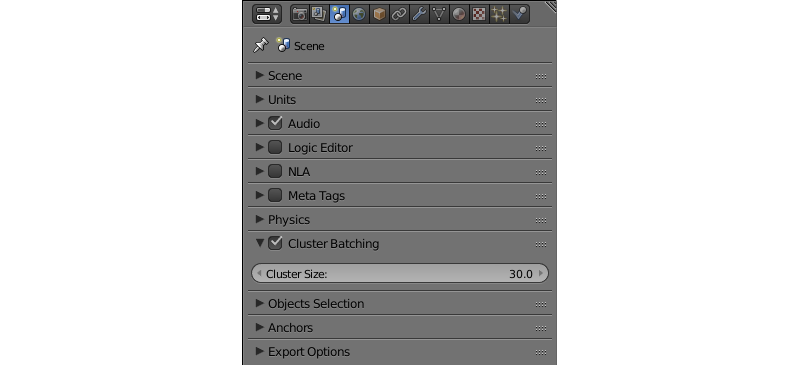 Scene
Scene
Units
Audio
Logic Editor
NLA
Meta Tags
Physics
Cluster Batching
Cluster Size: 30.0
Objects Selection
Anchors
Export Options